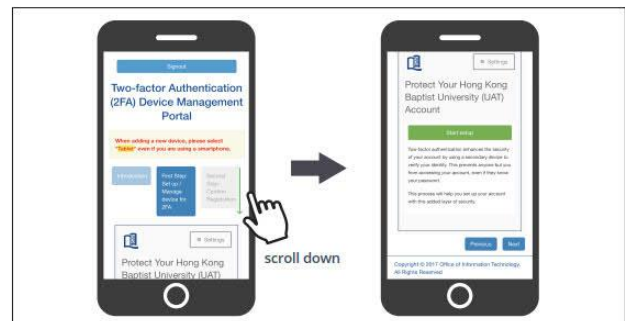 Signout
Two-factor Authentication
(2FA) Device Management
Portal
When adding a new device, please select
"Tablet" even if you are using a smartphone.
Introduction
First Step:
Set up /
Manage
device for
2FA
Second
Step:
Confirm
Registration
≡ Settings
Protect Your Hong Kong
Baptist University (UAT)
scroll down
≡ Settings
Protect Your Hong Kong
Baptist University (UAT)
Account
Start setup
Two-factor authentication enhances the security
of your account by using a secondary device to
verify your identity. This prevents anyone but you
from accessing your account, even if they know
your password.
This process will help you set up your account
with this added layer of security.
Previous
Next
Copyright © 2017 Office of Information Technology.
All Rights Reserved